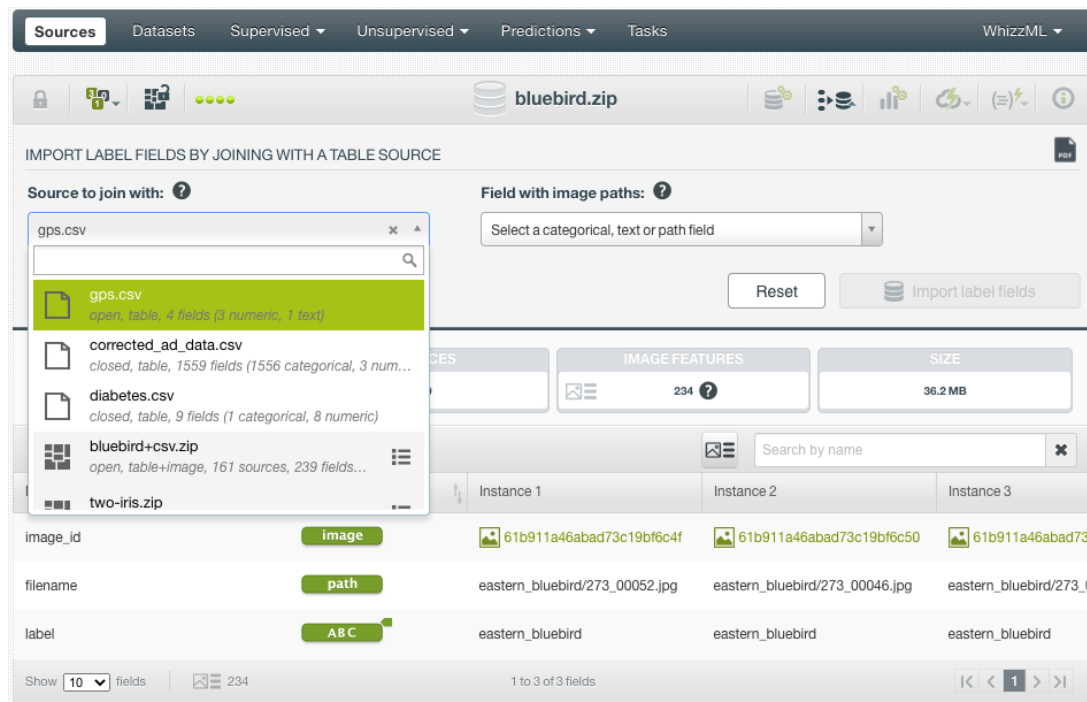 Sources Datasets Supervised Unsupervised Predictions Tasks WhizzML
bluebird.zip
IMPORT LABEL FIELDS BY JOINING WITH A TABLE SOURCE
PDF
Source to join with: ? Field with image paths: ?
gps.csv Select a categorical, text or path field
gps.csv
open, table, 4 fields (3 numeric, 1 text)
Reset Import label fields
corrected_ad_data.csv
closed, table, 1559 fields (1556 categorical, 3 num...
IMAGE FEATURES SIZE
diabetes.csv
closed, table, 9 fields (1 categorical, 8 numeric)
234 ? 36.2 MB
bluebird+csv.zip
open, table+image, 161 sources, 239 fields...
Search by name
two-iris.zip
Instance 1 Instance 2 Instance 3
image_id image 61b911a46abad73c19bf6c4f 61b911a46abad73c19bf6c50 61b911a46abad73
filename path eastern_bluebird/273_00052.jpg eastern_bluebird/273_00046.jpg eastern_bluebird/273_
label ABC eastern_bluebird eastern_bluebird eastern_bluebird
Show 10 fields 234 1 to 3 of 3 fields 1